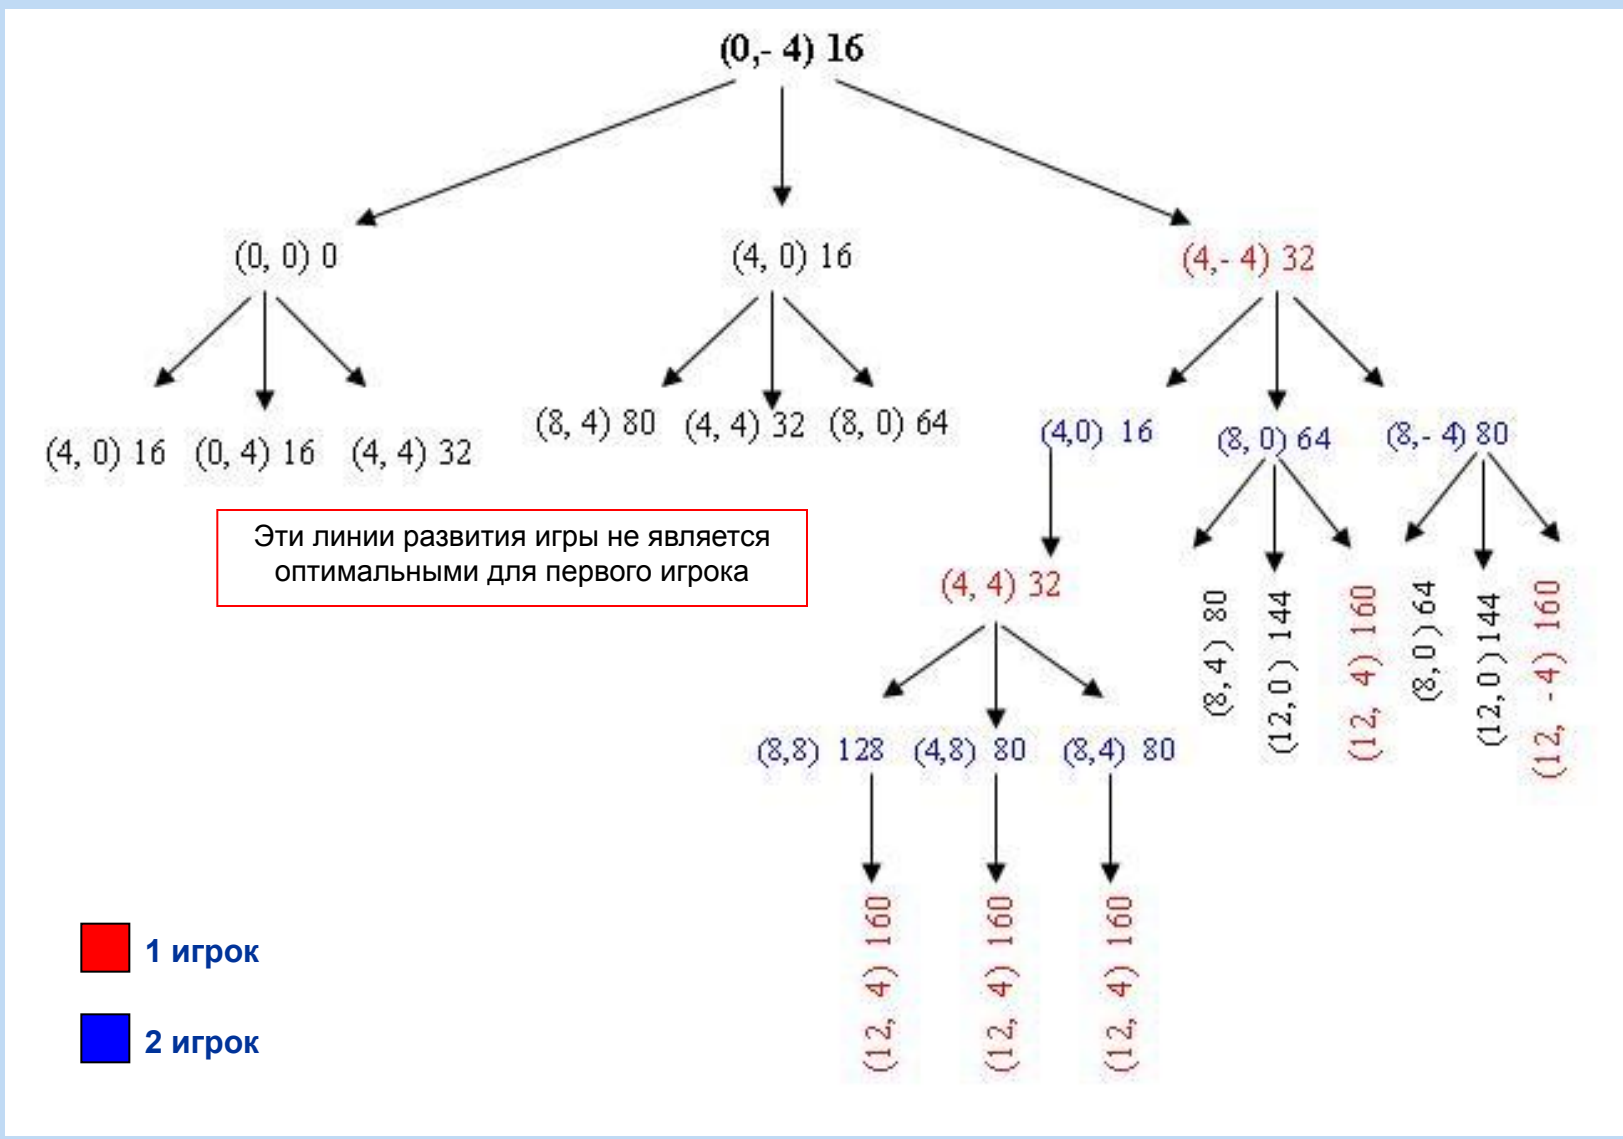 (0,- 4) 16
(0, 0) 0
(4, 0) 16
(4,- 4) 32
(4, 0) 16
(0, 4) 16
(4, 4) 32
(8, 4) 80
(4, 4) 32
(8, 0) 64
(4,0) 16
(8, 0) 64
(8,- 4) 80
Эти линии развития игры не является
оптимальными для первого игрока
(4, 4) 32
(8,4) 80
(12,0) 144
(12, 4) 160
(8,0) 64
(12,0) 144
(12, -4) 160
(8,8) 128
(4,8) 80
(8,4) 80
(12, 4) 160
(12, 4) 160
(12, 4) 160
1 игрок
2 игрок